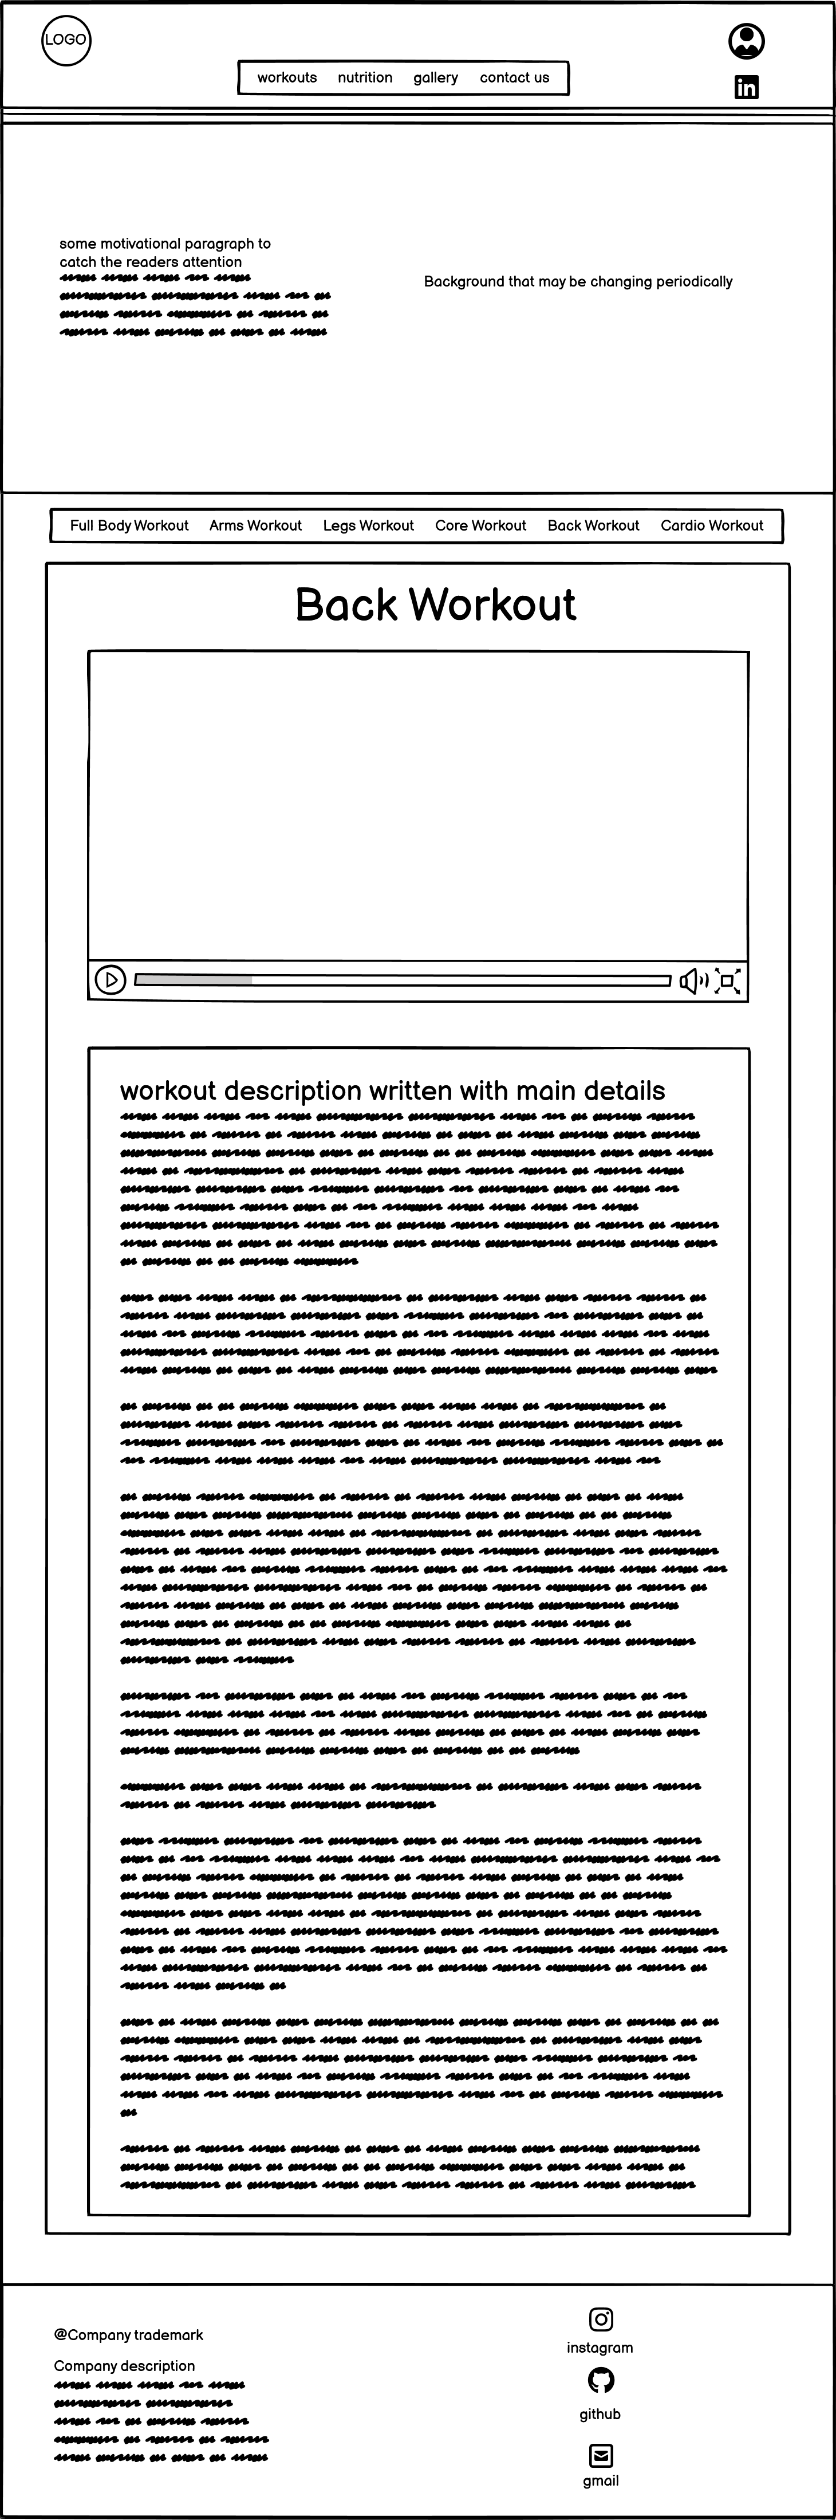 LOGO
workouts nutrition gallery contact us
some motivational paragraph to
catch the readers attention
Background that may be changing periodically
Full Body Workout Arms Workout Legs Workout Core Workout Back Workout Cardio Workout
Back Workout
workout description written with main details
@Company trademark
Company description
instagram
github
gmail